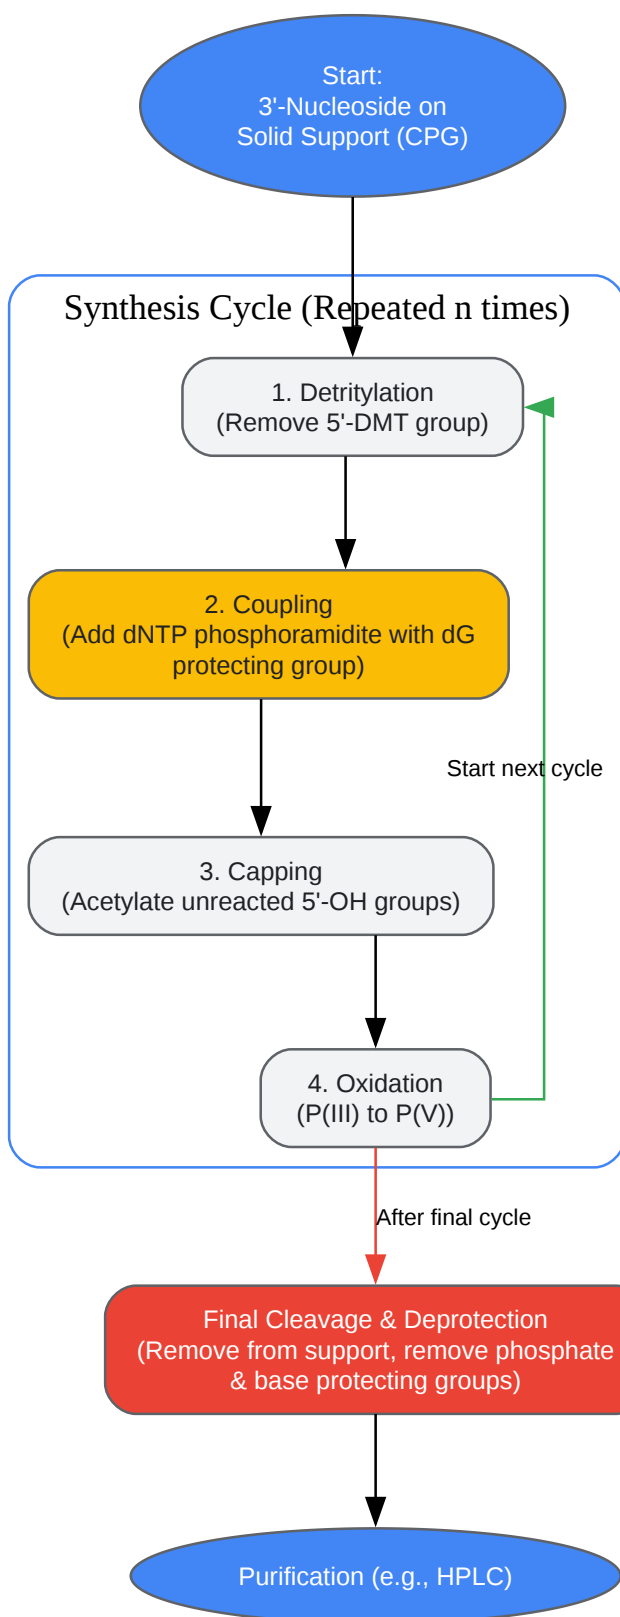 Start:
3'-Nucleoside on
Solid Support (CPG)
Synthesis Cycle (Repeated n times)
1. Detritylation
(Remove 5'-DMT group)
2. Coupling
(Add dNTP phosphoramidite with dG
protecting group)
Start next cycle
3. Capping
(Acetylate unreacted 5'-OH groups)
4. Oxidation
(P(III) to P(V))
After final cycle
Final Cleavage & Deprotection
(Remove from support, remove phosphate
& base protecting groups)
Purification (e.g., HPLC)